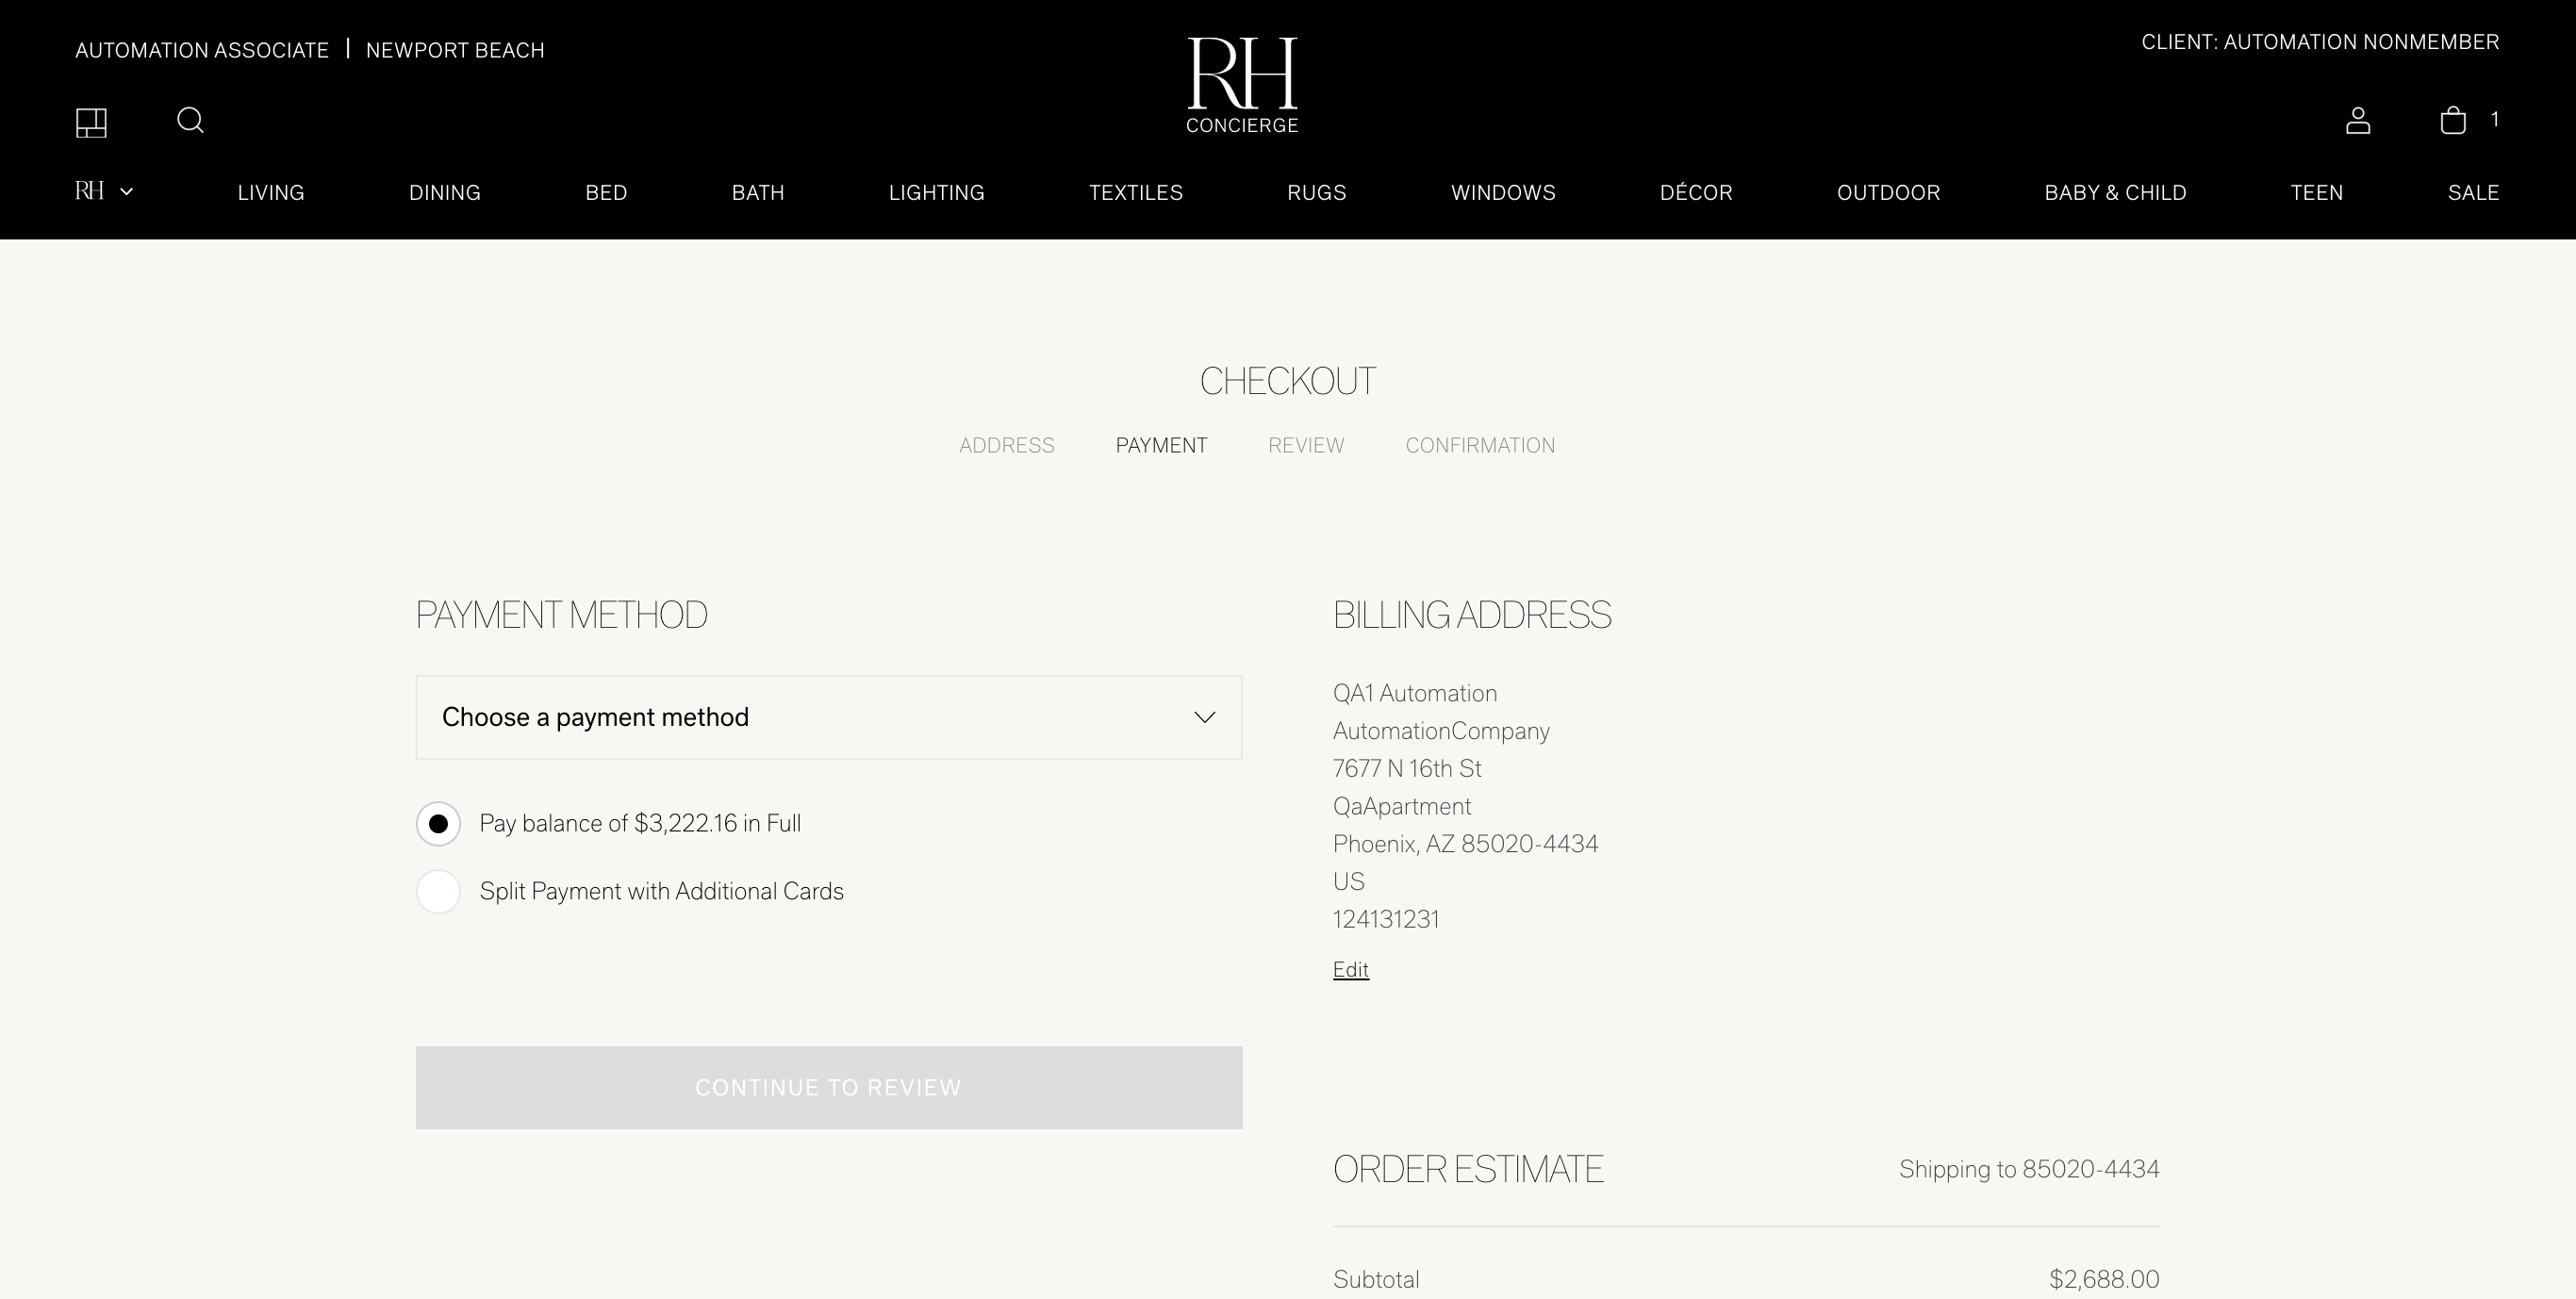 AUTOMATION ASSOCIATE | NEWPORT BEACH
RH
CONCIERGE
CLIENT: AUTOMATION NONMEMBER
1
RH LIVING DINING BED BATH LIGHTING TEXTILES RUGS WINDOWS DÉCOR OUTDOOR BABY & CHILD TEEN SALE
CHECKOUT
ADDRESS PAYMENT REVIEW CONFIRMATION
PAYMENT METHOD
Choose a payment method
Pay balance of $3,222.16 in Full
Split Payment with Additional Cards
CONTINUE TO REVIEW
BILLING ADDRESS
QA1 Automation
AutomationCompany
7677 N 16th St
QaApartment
Phoenix, AZ 85020-4434
US
124131231
Edit
ORDER ESTIMATE Shipping to 85020-4434
Subtotal $2,688.00